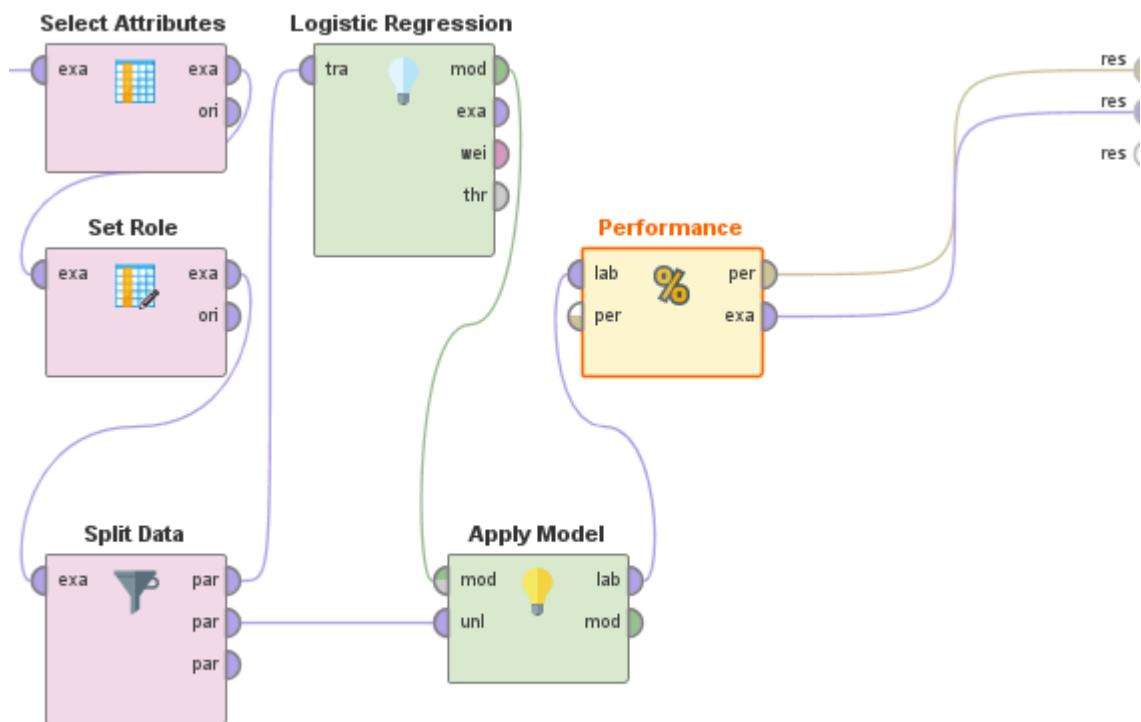 Select Attributes
exa
exa
ori
Logistic Regression
tra
mod
exa
wei
thr
res
res
res
Set Role
exa
exa
ori
Performance
lab
per
%
per
exa
Split Data
exa
par
par
par
Apply Model
mod
unl
lab
mod